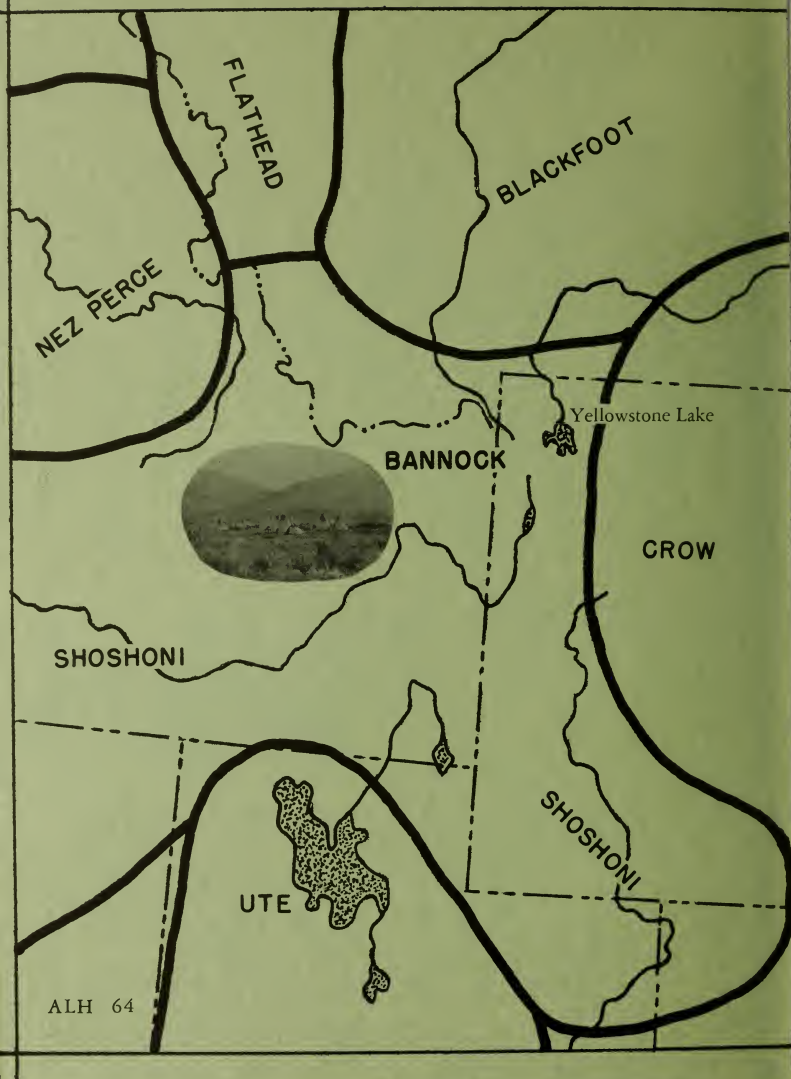 FLATHEAD
BLACKFOOT
NEZ PERCE
Yellowstone Lake
BANNOCK
CROW
SHOSHONI
SHOSHONI
UTE
ALH 64